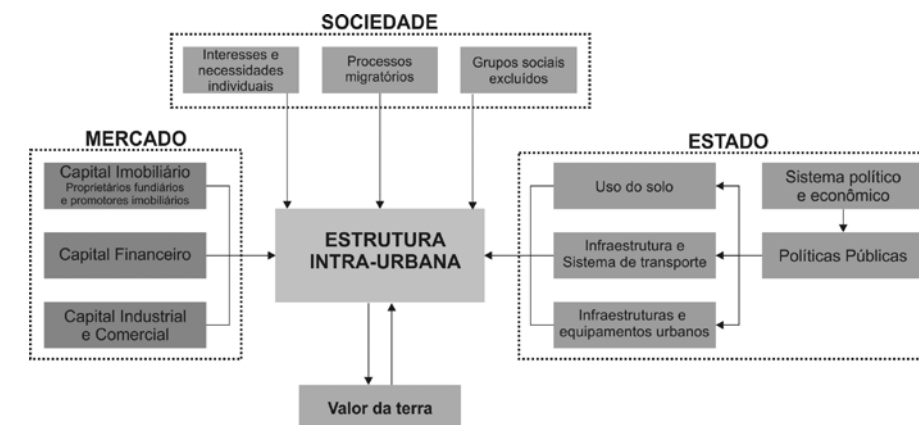 SOCIEDADE
Interesses e
necessidades
individuais
Processos
migratórios
Grupos sociais
excluídos
MERCADO
Capital Imobiliário
Proprietários fundiários
e promotores imobiliários
Capital Financeiro
Capital Industrial
e Comercial
ESTRUTURA
INTRA-URBANA
ESTADO
Uso do solo
Infraestrutura e
Sistema de transporte
Infraestruturas e
equipamentos urbanos
Sistema político
e econômico
Políticas Públicas
Valor da terra